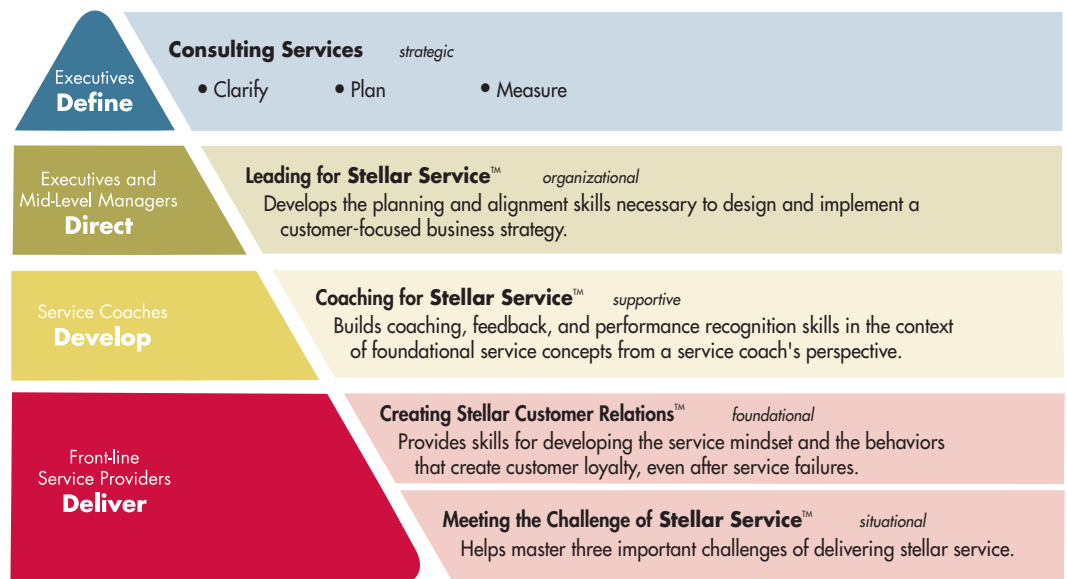 Executives
Define
Consulting Services strategic
• Clarify • Plan • Measure
Executives and
Mid-Level Managers
Direct
Leading for Stellar Service™ organizational
Develops the planning and alignment skills necessary to design and implement a
customer-focused business strategy.
Service Coaches
Develop
Coaching for Stellar Service™ supportive
Builds coaching, feedback, and performance recognition skills in the context
of foundational service concepts from a service coach's perspective.
Front-line
Service Providers
Deliver
Creating Stellar Customer Relations™ foundational
Provides skills for developing the service mindset and the behaviors
that create customer loyalty, even after service failures.
Meeting the Challenge of Stellar Service™ situational
Helps master three important challenges of delivering stellar service.